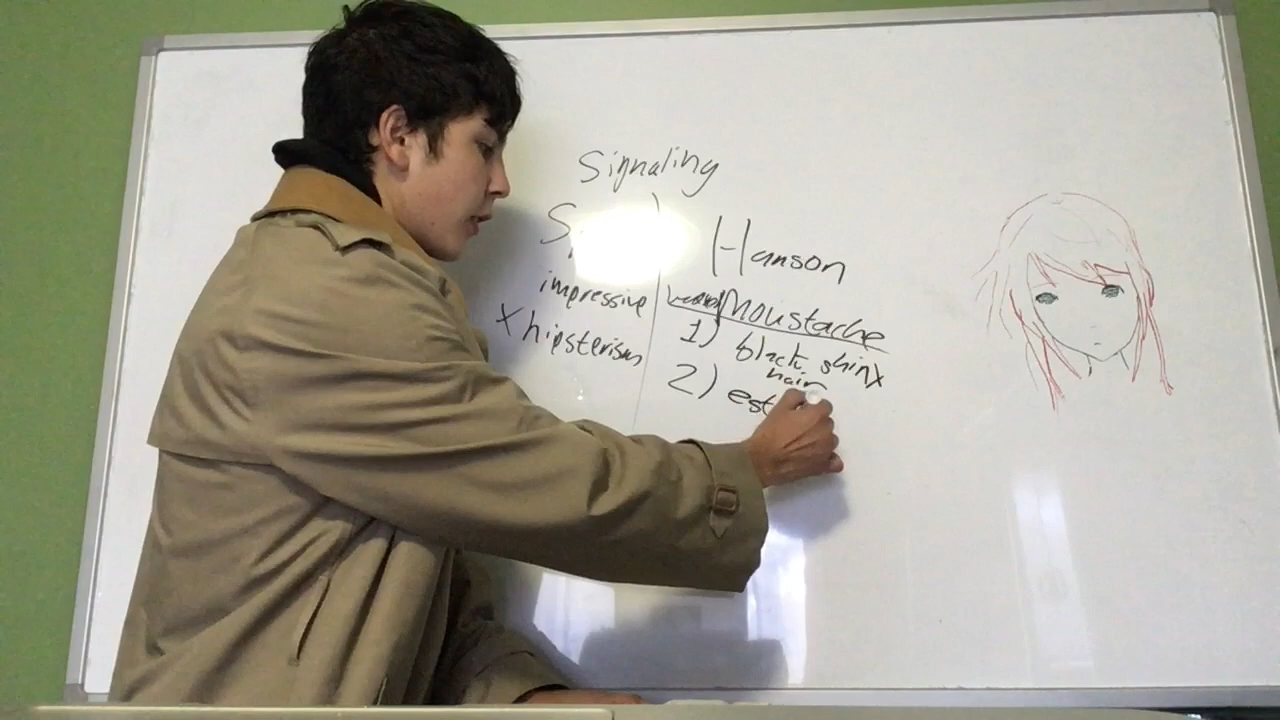 Signaling
Hanson
impressive
Moustache
x hipsterism
1) black shiny
hair
2) est